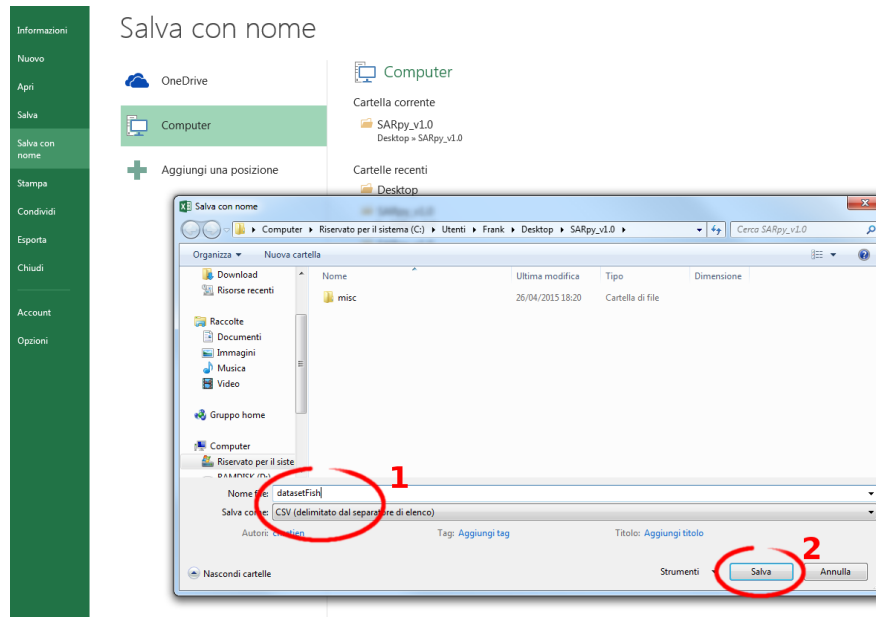 Informazioni
Nuovo
Apri
Salva
Salva con
nome
Stampa
Condividi
Esporta
Chiudi
Account
Opzioni
Salva con nome
OneDrive
Computer
Aggiungi una posizione
Computer
Cartella corrente
SARpy_v1.0
Desktop » SARpy_v1.0
Cartelle recenti
Desktop
Salva con nome
Computer Riservato per il sistema (C:) Utenti Frank Desktop SARpy_v1.0
Cerca SARpy_v1.0
Organizza Nuova cartella
Download
Risorse recenti
Raccolte
Documenti
Immagini
Musica
Video
Gruppo home
Computer
Riservato per il siste
Nome Ultima modifica Tipo Dimensione
misc 26/04/2015 18:20 Cartella di file
1
Nome file: datasetFish
Salva come: CSV (delimitato dal separatore di elenco)
Autori: Tag: Aggiungi tag Titolo: Aggiungi titolo
2
Nascondi cartelle
Strumenti Salva Annulla